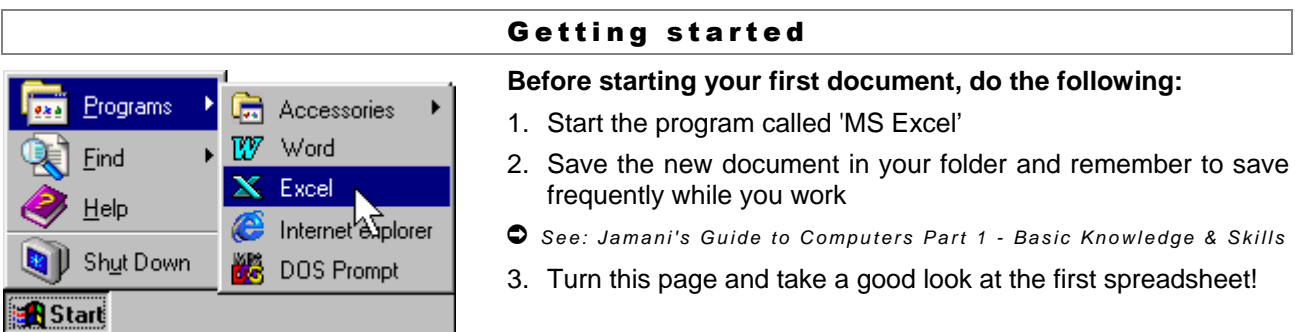 Getting started
Programs
Find
Help
Shut Down
Start
Accessories
Word
Excel
Internet explorer
DOS Prompt
Before starting your first document, do the following:
1. Start the program called 'MS Excel’
2. Save the new document in your folder and remember to save
frequently while you work
➲ See: Jamani's Guide to Computers Part 1 - Basic Knowledge & Skills
3. Turn this page and take a good look at the first spreadsheet!